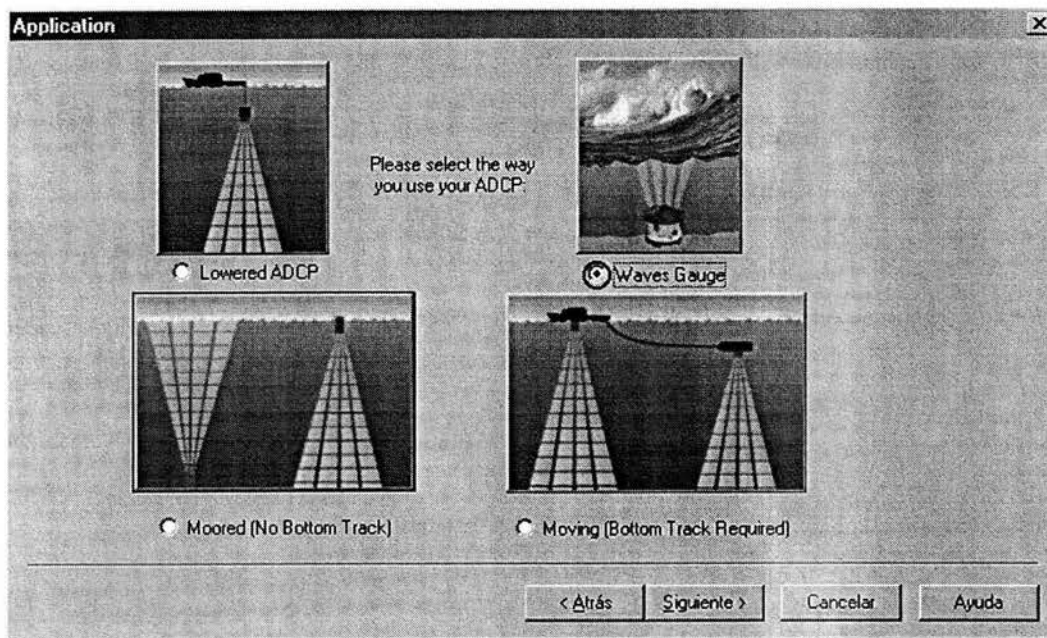 Application
Please select the way
you use your ADCP:
Lowered ADCP
Waves Gauge
Moored (No Bottom Track)
Moving (Bottom Track Required)
< Atrás
Siguiente >
Cancelar
Ayuda